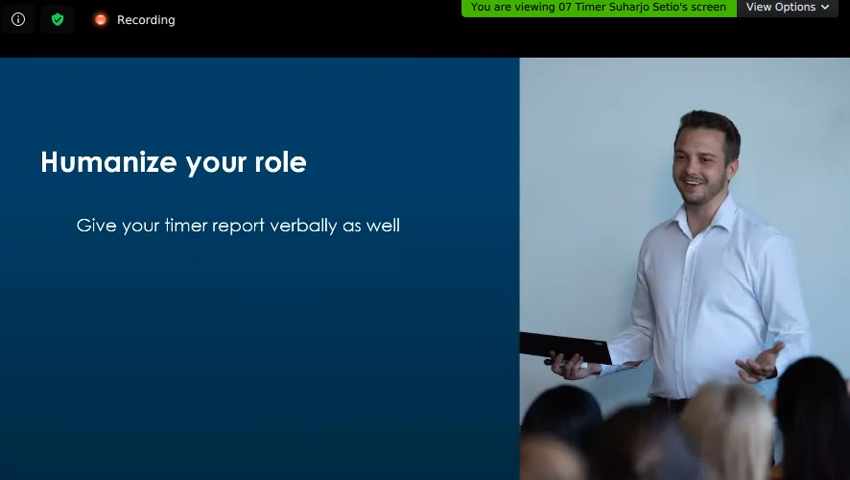 You are viewing 07 Timer Suharjo Setio's screen
View Options
Recording
Humanize your role
Give your timer report verbally as well